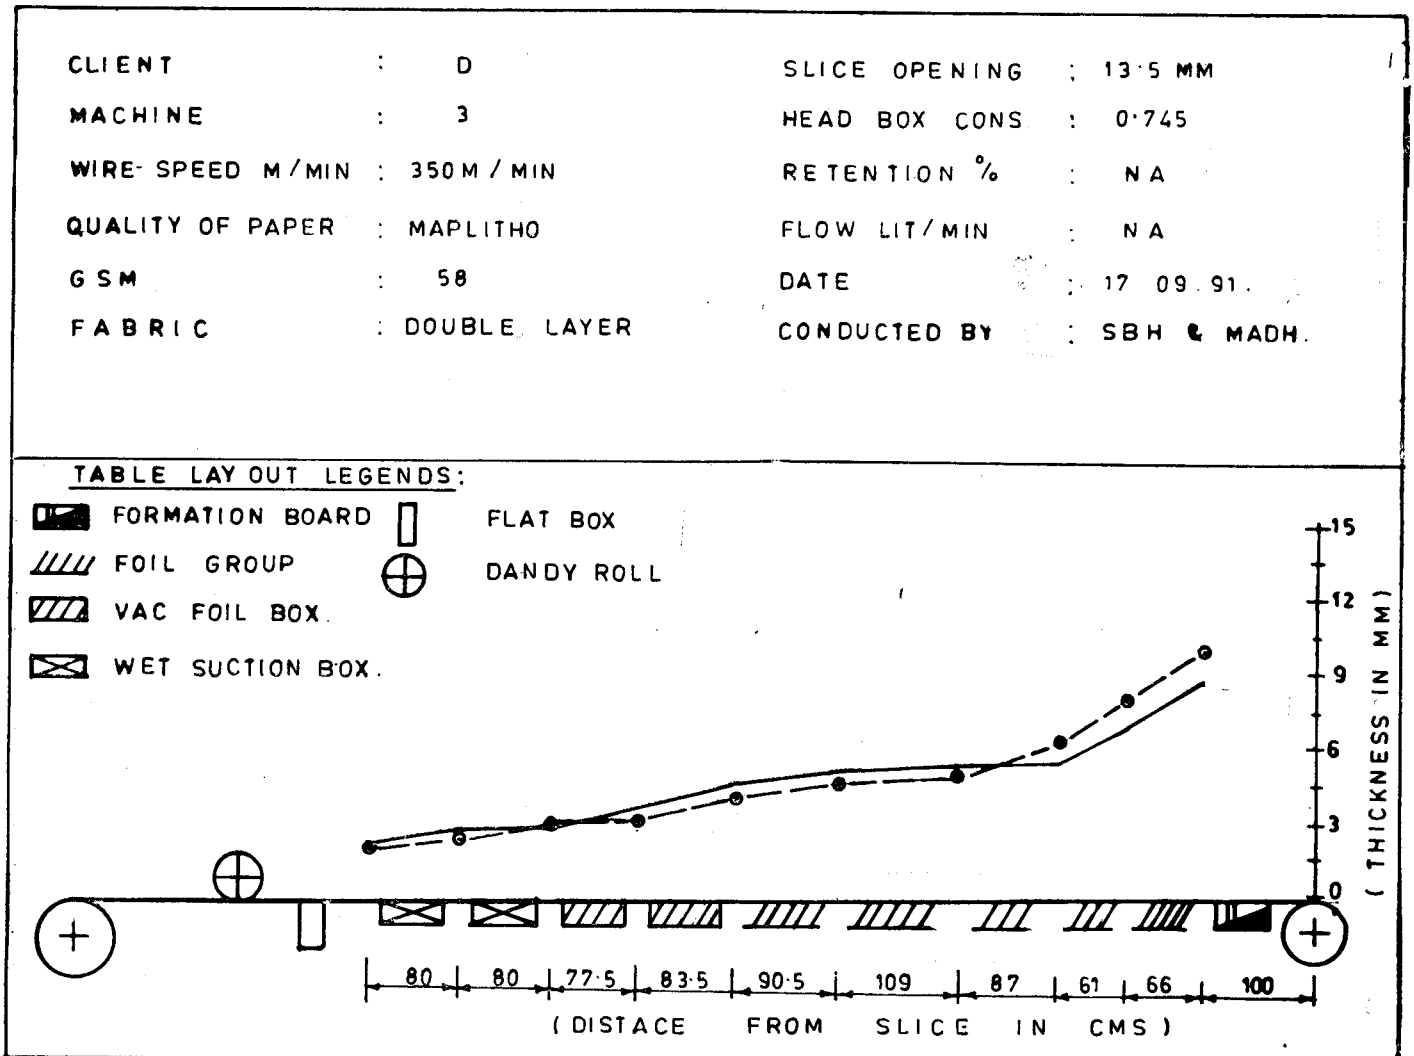 CLIENT : D
MACHINE : 3
WIRE-SPEED M/MIN : 350M/MIN
QUALITY OF PAPER : MAPLITHO
GSM : 58
FABRIC : DOUBLE LAYER
SLICE OPENING : 13·5 MM
HEAD BOX CONS : 0·745
RETENTION % : NA
FLOW LIT/MIN : NA
DATE : 17 09.91.
CONDUCTED BY : SBH & MADH.
TABLE LAYOUT LEGENDS:
FORMATION BOARD
FOIL GROUP
VAC FOIL BOX.
WET SUCTION BOX.
FLAT BOX
DANDY ROLL
15
12
9
6
3
0
(THICKNESS IN MM)
80 80 77·5 83·5 90·5 109 87 61 66 100
(DISTACE FROM SLICE IN CMS)